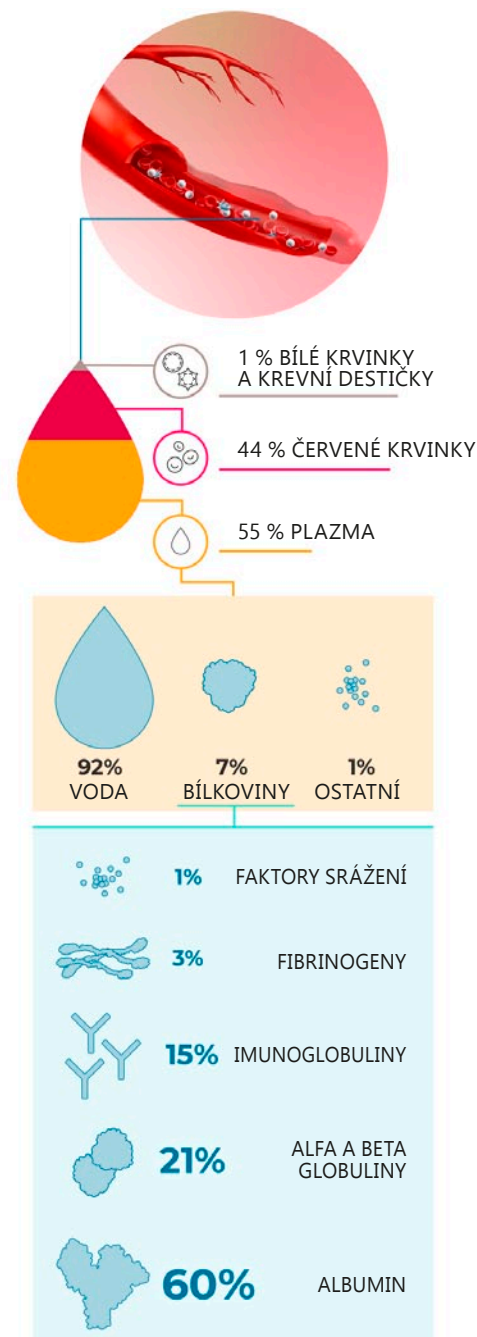 1 % BÍLÉ KRVINKY
A KREVNÍ DESTIČKY
44 % ČERVENÉ KRVINKY
55 % PLAZMA
92% 7% 1%
VODA BÍLKOVINY OSTATNÍ
1% FAKTORY SRÁŽENÍ
3% FIBRINOGENY
15% IMUNOGLOBULINY
21% ALFA A BETA
GLOBULINY
60% ALBUMIN